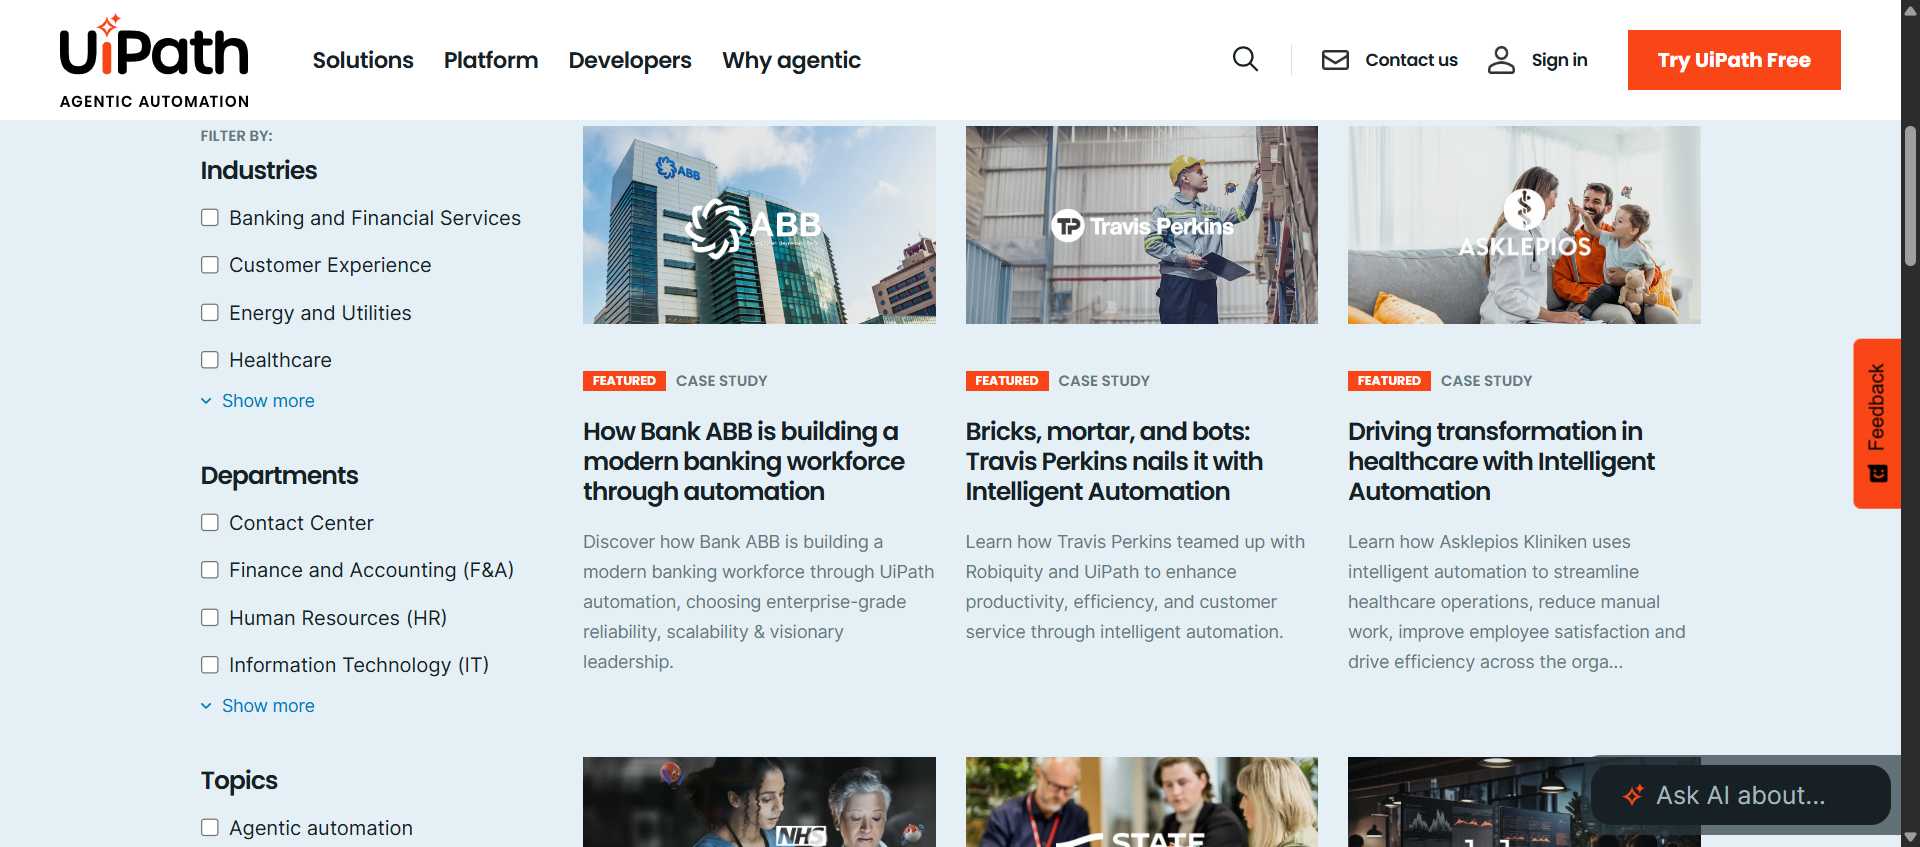 UiPath
AGENTIC AUTOMATION
Solutions
Platform
Developers
Why agentic
Contact us
Sign in
Try UiPath Free
FILTER BY:
Industries
Banking and Financial Services
Customer Experience
Energy and Utilities
Healthcare
Show more
Departments
Contact Center
Finance and Accounting (F&A)
Human Resources (HR)
Information Technology (IT)
Show more
Topics
Agentic automation
ABB
ABB
FEATURED
CASE STUDY
How Bank ABB is building a
modern banking workforce
through automation
Discover how Bank ABB is building a
modern banking workforce through UiPath
automation, choosing enterprise-grade
reliability, scalability & visionary
leadership.
TP Travis Perkins
FEATURED
CASE STUDY
Bricks, mortar, and bots:
Travis Perkins nails it with
Intelligent Automation
Learn how Travis Perkins teamed up with
Robiquity and UiPath to enhance
productivity, efficiency, and customer
service through intelligent automation.
ASKLEPIOS
FEATURED
CASE STUDY
Driving transformation in
healthcare with Intelligent
Automation
Learn how Asklepios Kliniken uses
intelligent automation to streamline
healthcare operations, reduce manual
work, improve employee satisfaction and
drive efficiency across the orga...
NHS
STATE
Feedback
Ask AI about...